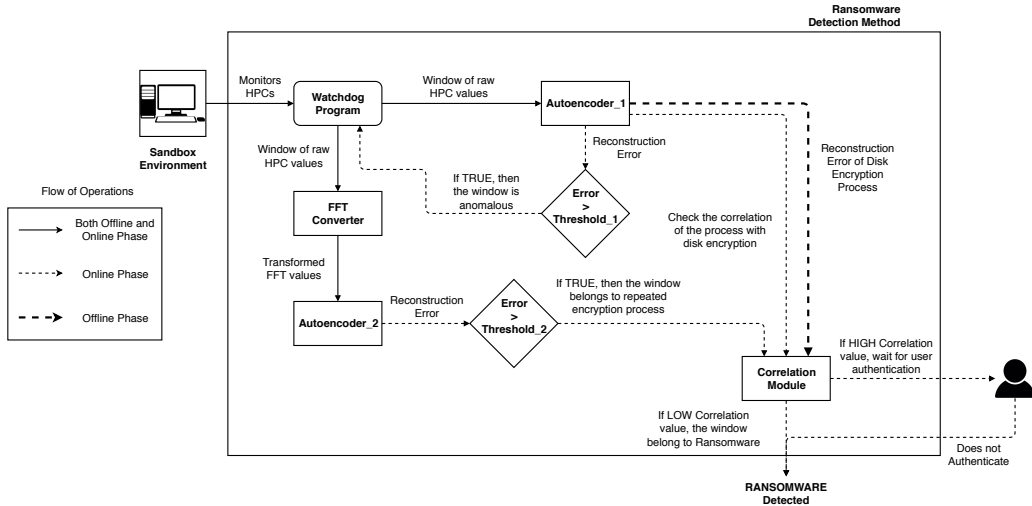 Ransomware
Detection Method
Sandbox
Environment
Monitors
HPCs
Watchdog
Program
Window of raw
HPC values
Autoencoder_1
Reconstruction
Error
Error
>
Threshold_1
If TRUE, then
the window is
anomalous
Window of raw
HPC values
FFT
Converter
Transformed
FFT values
Autoencoder_2
Reconstruction
Error
Error
>
Threshold_2
If TRUE, then the window
belongs to repeated
encryption process
Check the correlation
of the process with
disk encryption
Reconstruction
Error of Disk
Encryption
Process
Correlation
Module
If HIGH Correlation
value, wait for user
authentication
If LOW Correlation
value, the window
belong to Ransomware
Does not
Authenticate
RANSOMWARE
Detected
Flow of Operations
Both Offline and
Online Phase
Online Phase
Offline Phase